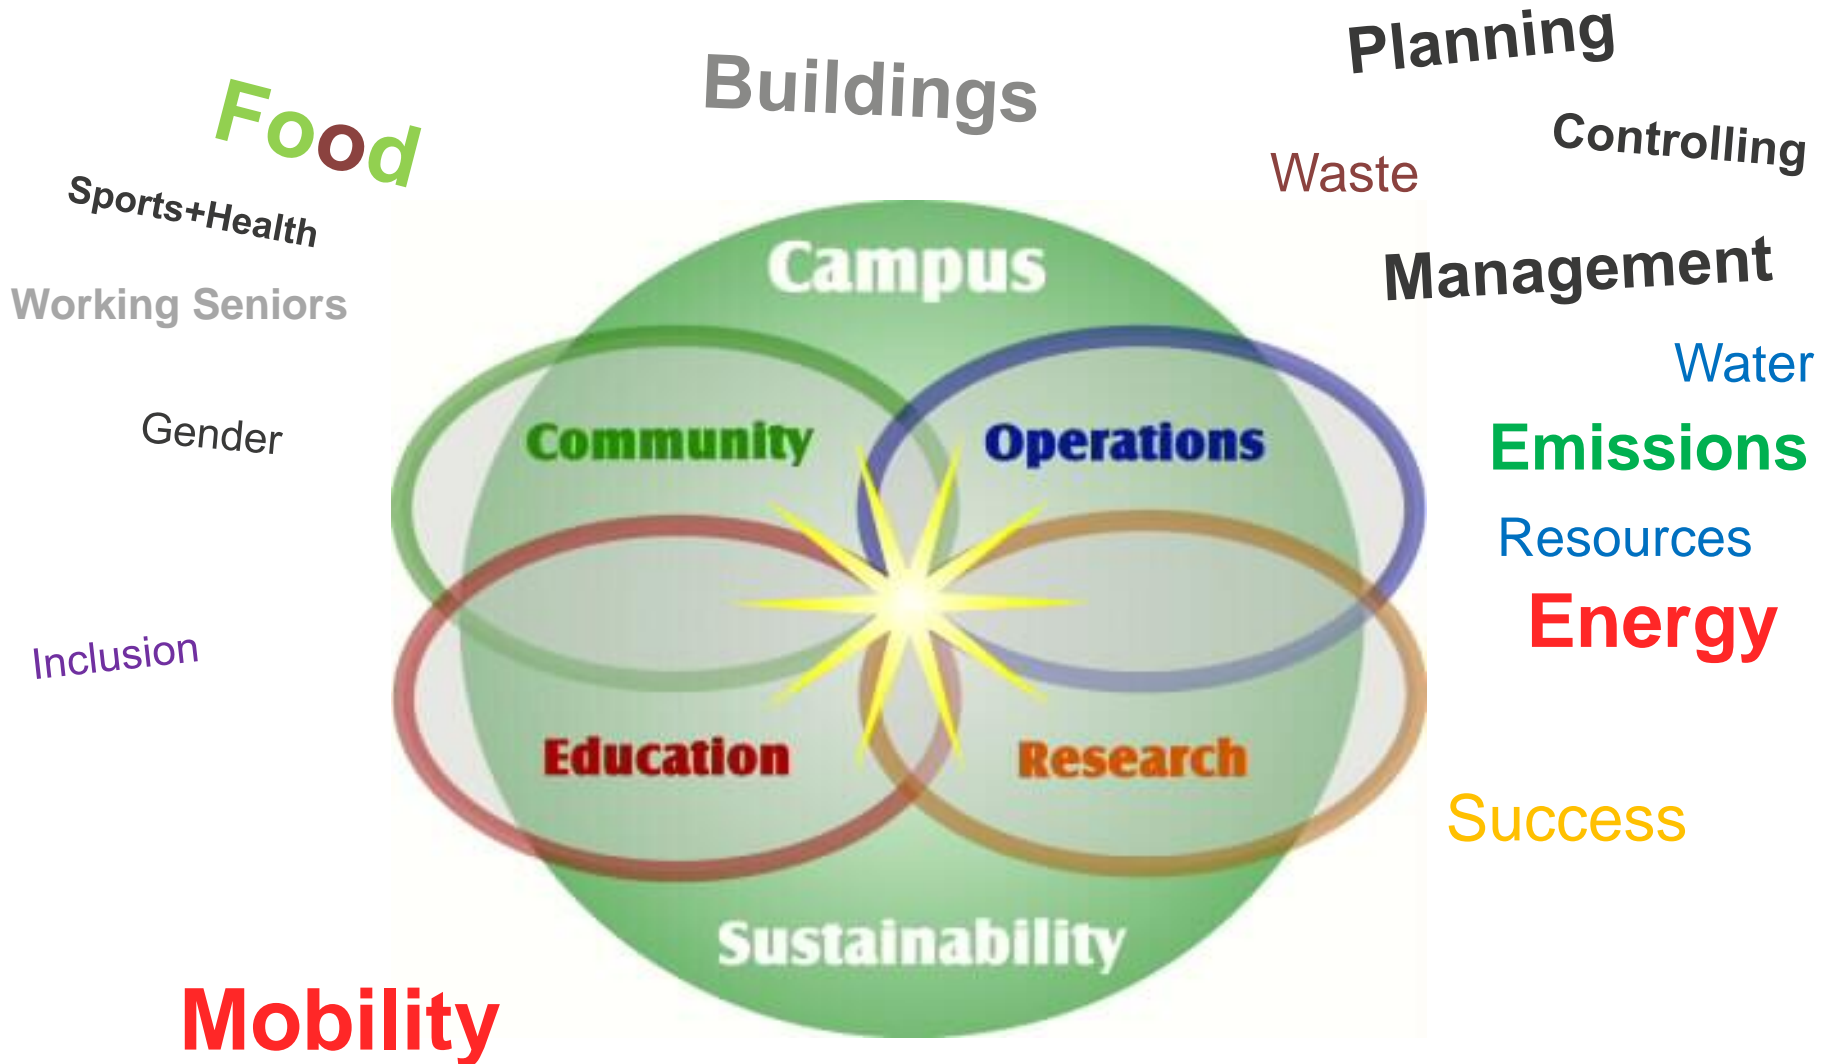 Planning
Buildings
Food
Controlling
Waste
Sports+Health
Campus
Management
Working Seniors
Water
Gender
Community
Operations
Emissions
Resources
Energy
Inclusion
Education
Research
Success
Sustainability
Mobility